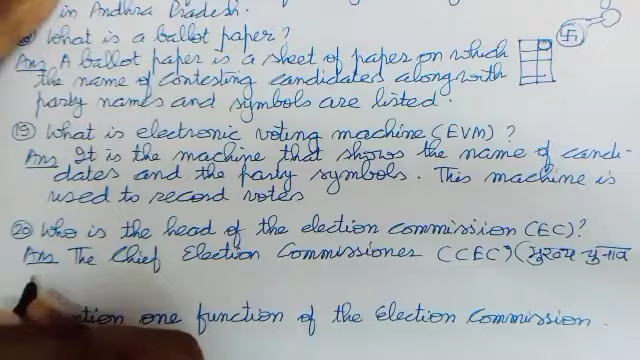 in Andhra Pradesh.
What is a ballot paper?
Ans A ballot paper is a sheet of paper on which
the name of contesting candidates along with
party names and symbols are listed.
(19) What is electronic voting machine (EVM) ?
Ans It is the machine that shows the name of candi-
dates and the party symbols. This machine is
used to record votes
(20) Who is the head of the election commission (EC)?
Ans The Chief Election Commissioner (CEC) (मुख्य चुनाव
one function of the Election Commission.